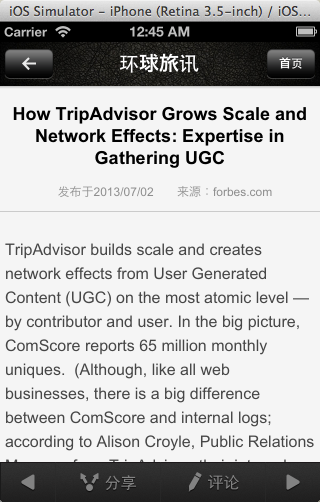 iOS Simulator - iPhone (Retina 3.5-inch) / iOS...
Carrier 12:45 AM
环球旅讯 首页
How TripAdvisor Grows Scale and
Network Effects: Expertise in
Gathering UGC
发布于2013/07/02 来源：forbes.com
TripAdvisor builds scale and creates
network effects from User Generated
Content (UGC) on the most atomic level —
by contributor and user. In the big picture,
ComScore reports 65 million monthly
uniques.  (Although, like all web
businesses, there is a big difference
between ComScore and internal logs;
according to Alison Croyle, Public Relations
分享 评论